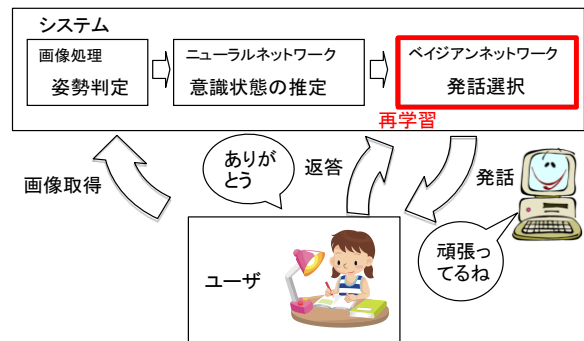 システム
画像処理
姿勢判定
ニューラルネットワーク
意識状態の推定
ベイジアンネットワーク
発話選択
再学習
画像取得
ありが
とう
返答
発話
頑張っ
てるね
ユーザ